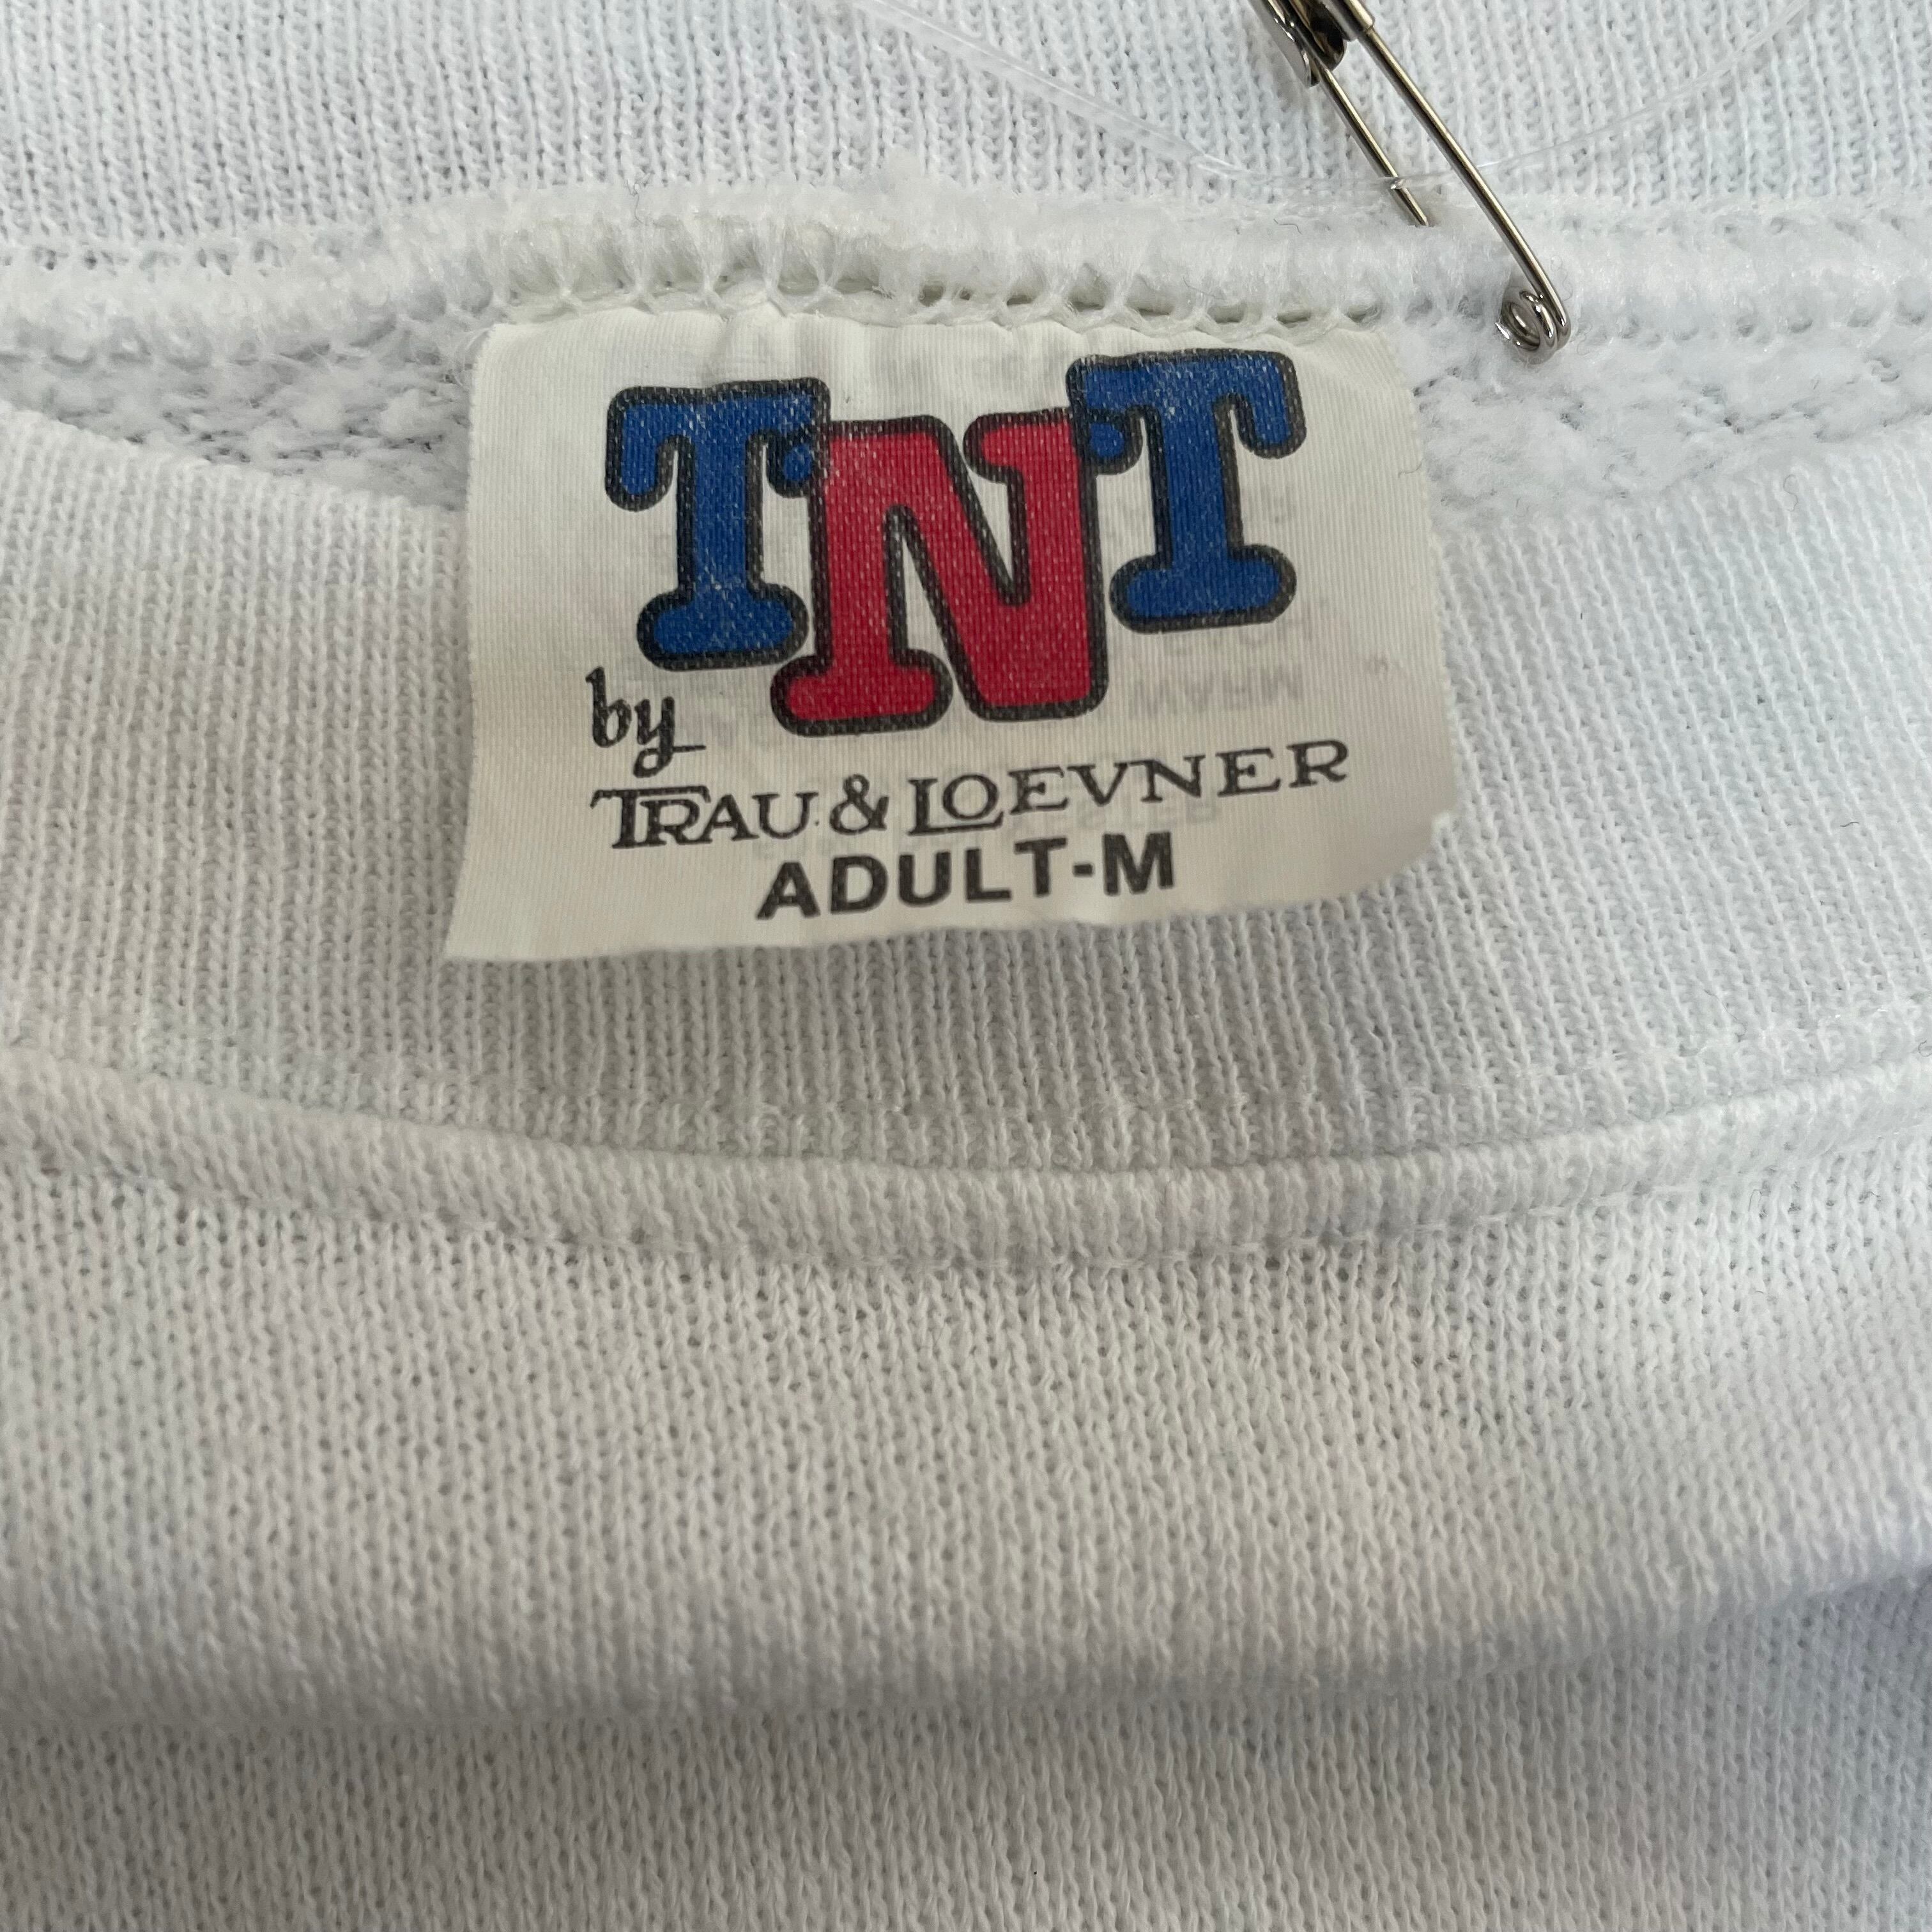 TNT
by
TRAU & LOEVNER
ADULT-M